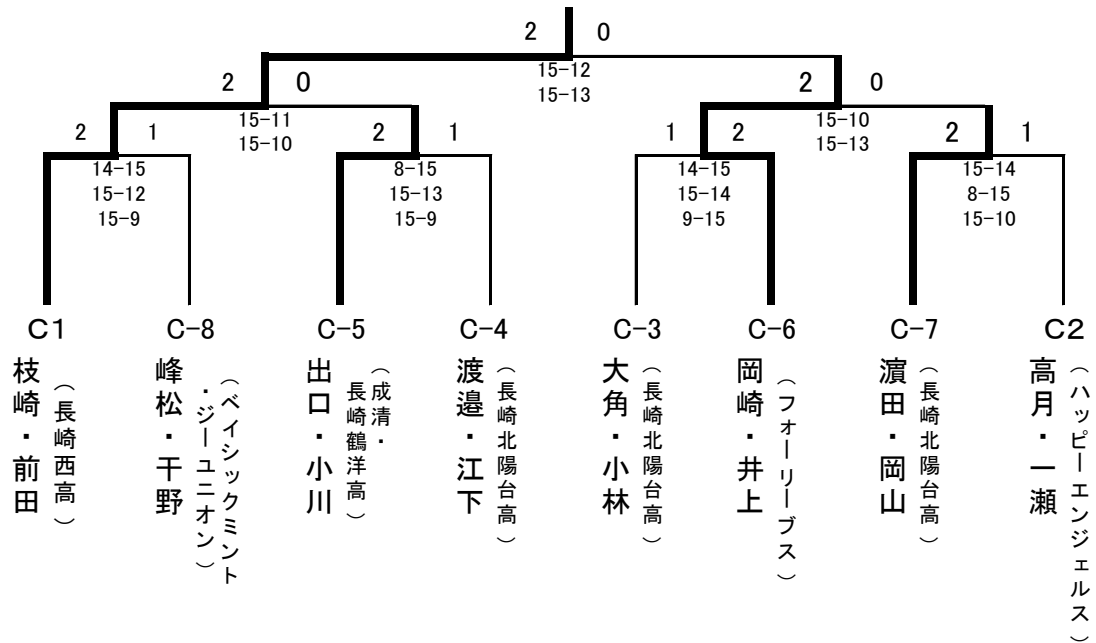 2 0
15-12
15-13
2 0
15-11
15-10
2 0
15-10
15-13
2 1
14-15
15-12
15-9
2 1
8-15
15-13
15-9
1 2
14-15
15-14
9-15
2 1
15-14
8-15
15-10
C1
枝崎・前田
(長崎西高)
C-8
峰松・干野
(ベイシックミント
・ジーユニオン)
C-5
出口・小川
(成清・
長崎鶴洋高)
C-4
渡邉・江下
(長崎北陽台高)
C-3
大角・小林
(長崎北陽台高)
C-6
岡崎・井上
(フォーリーブス)
C-7
濵田・岡山
(長崎北陽台高)
C2
高月・一瀬
(ハッピーエンジェルス)